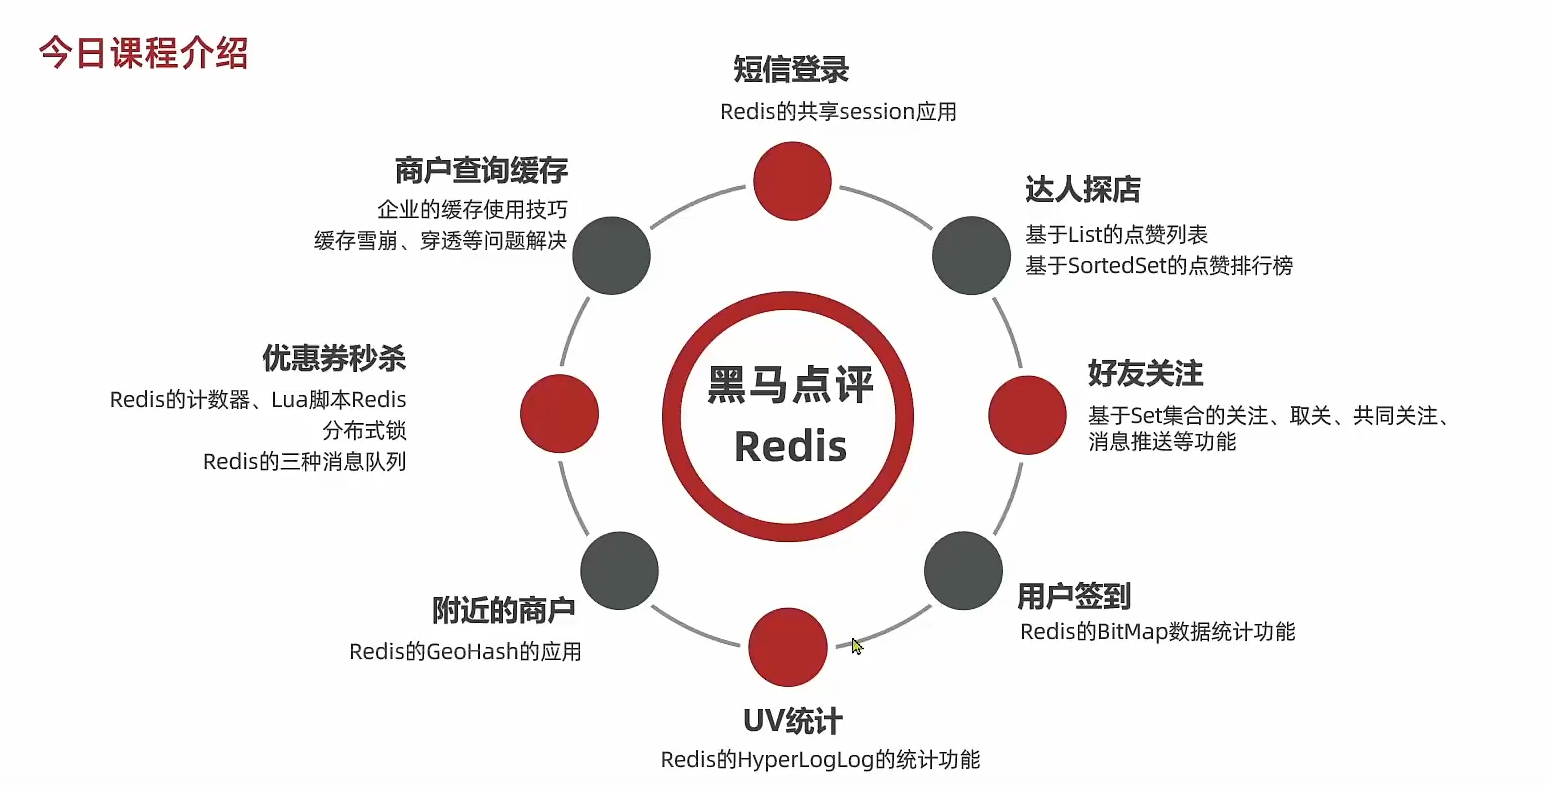 今日课程介绍
短信登录
Redis的共享session应用
商户查询缓存
企业的缓存使用技巧
缓存雪崩、穿透等问题解决
达人探店
基于List的点赞列表
基于SortedSet的点赞排行榜
优惠券秒杀
Redis的计数器、Lua脚本Redis
分布式锁
Redis的三种消息队列
黑马点评
Redis
好友关注
基于Set集合的关注、取关、共同关注、
消息推送等功能
附近的商户
Redis的GeoHash的应用
用户签到
Redis的BitMap数据统计功能
UV统计
Redis的HyperLogLog的统计功能